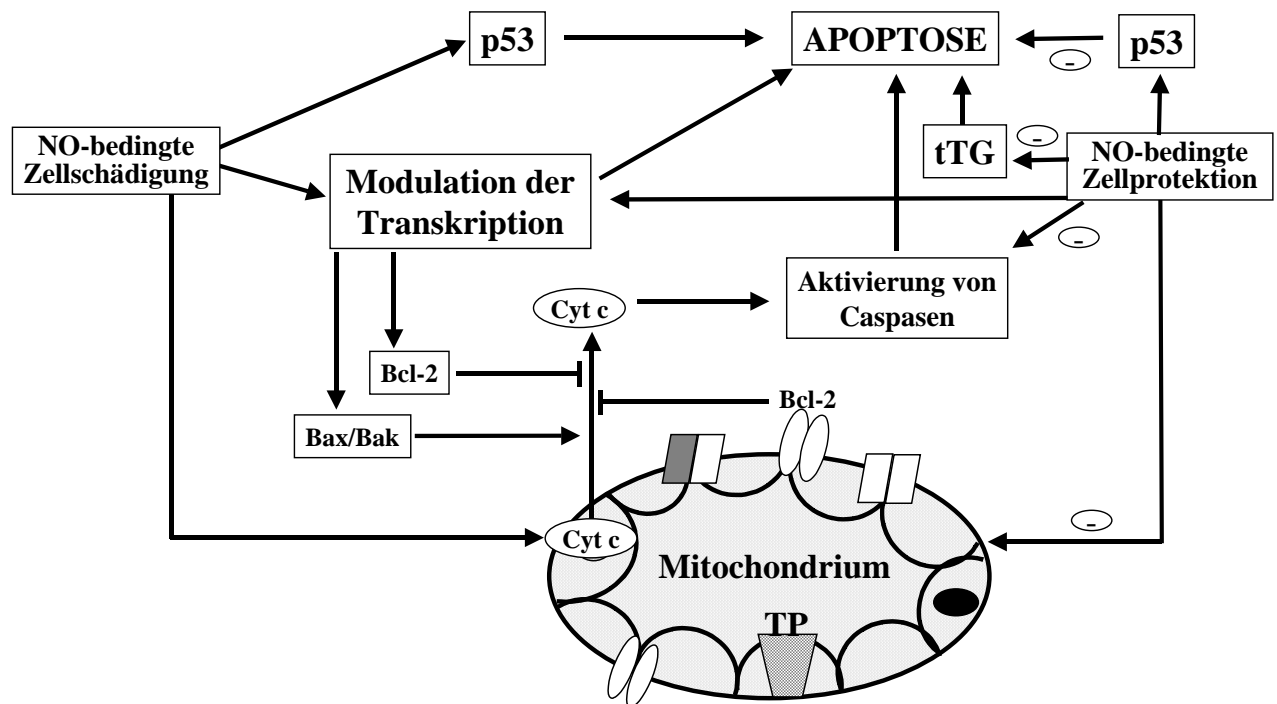 p53
APOPTOSE
p53
-
NO-bedingte
Zellschädigung
tTG
-
NO-bedingte
Zellprotektion
Modulation der
Transkription
-
Cyt c
Aktivierung von
Caspasen
Bcl-2
Bcl-2
Bax/Bak
-
Cyt c
Mitochondrium
TP